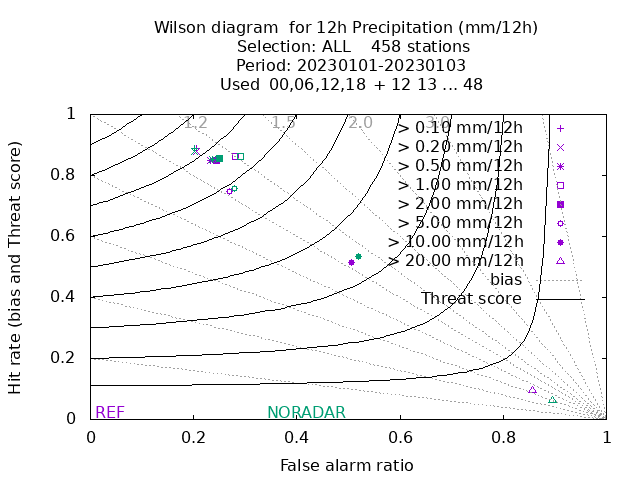 Wilson diagram  for 12h Precipitation (mm/12h)
Selection: ALL    458 stations
Period: 20230101-20230103
Used  00,06,12,18  + 12 13 ... 48
Hit rate (bias and Threat score)
1
0.8
0.6
0.4
0.2
0
1.2
1.5
2.0
3.0
> 0.10 mm/12h
> 0.20 mm/12h
> 0.50 mm/12h
> 1.00 mm/12h
> 2.00 mm/12h
> 5.00 mm/12h
> 10.00 mm/12h
> 20.00 mm/12h
bias
Threat score
REF
NORADAR
0
0.2
0.4
0.6
0.8
1
False alarm ratio